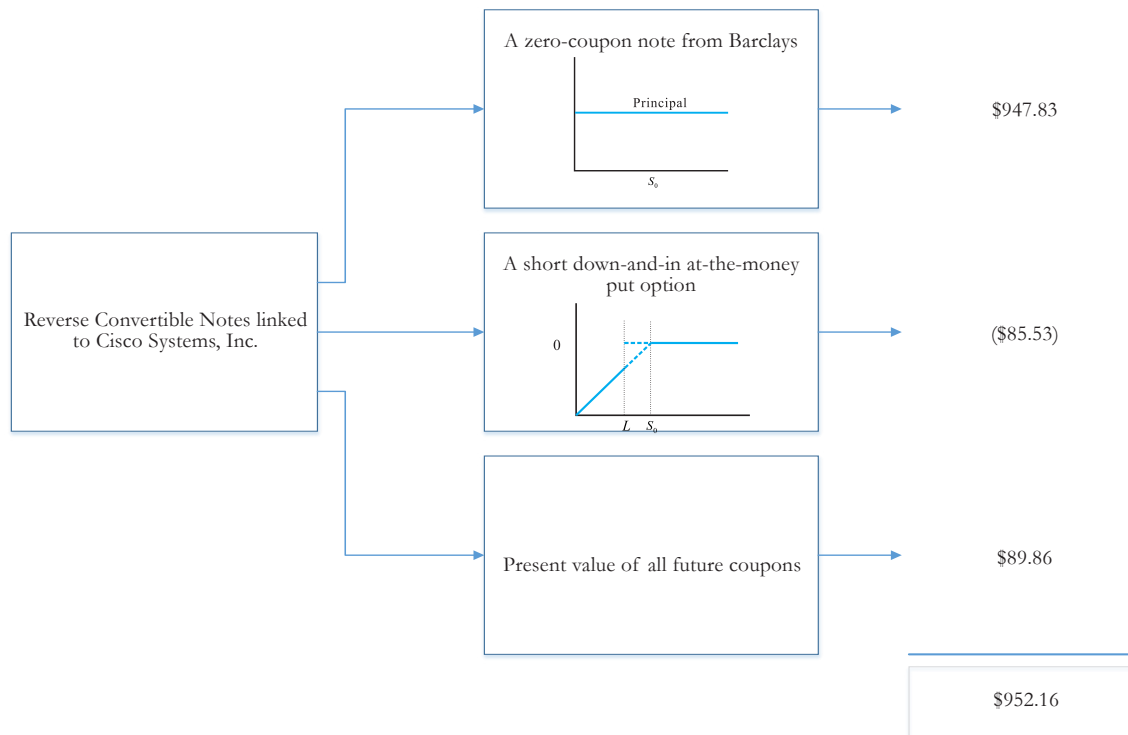 A zero-coupon note from Barclays
Principal
S₀
$947.83
Reverse Convertible Notes linked
to Cisco Systems, Inc.
A short down-and-in at-the-money
put option
0
L S₀
($85.53)
Present value of all future coupons
$89.86
$952.16